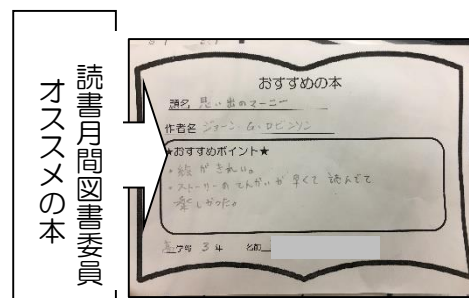 読書月間図書委員
オススメの本
おすすめの本
題名 思い出のマーニー
作者名 ジョーン・G・ロビンソン
★おすすめポイント★
・絵がきれい。
・ストーリーのてんかいが早くて読んでて
楽しかった。
3年 名前